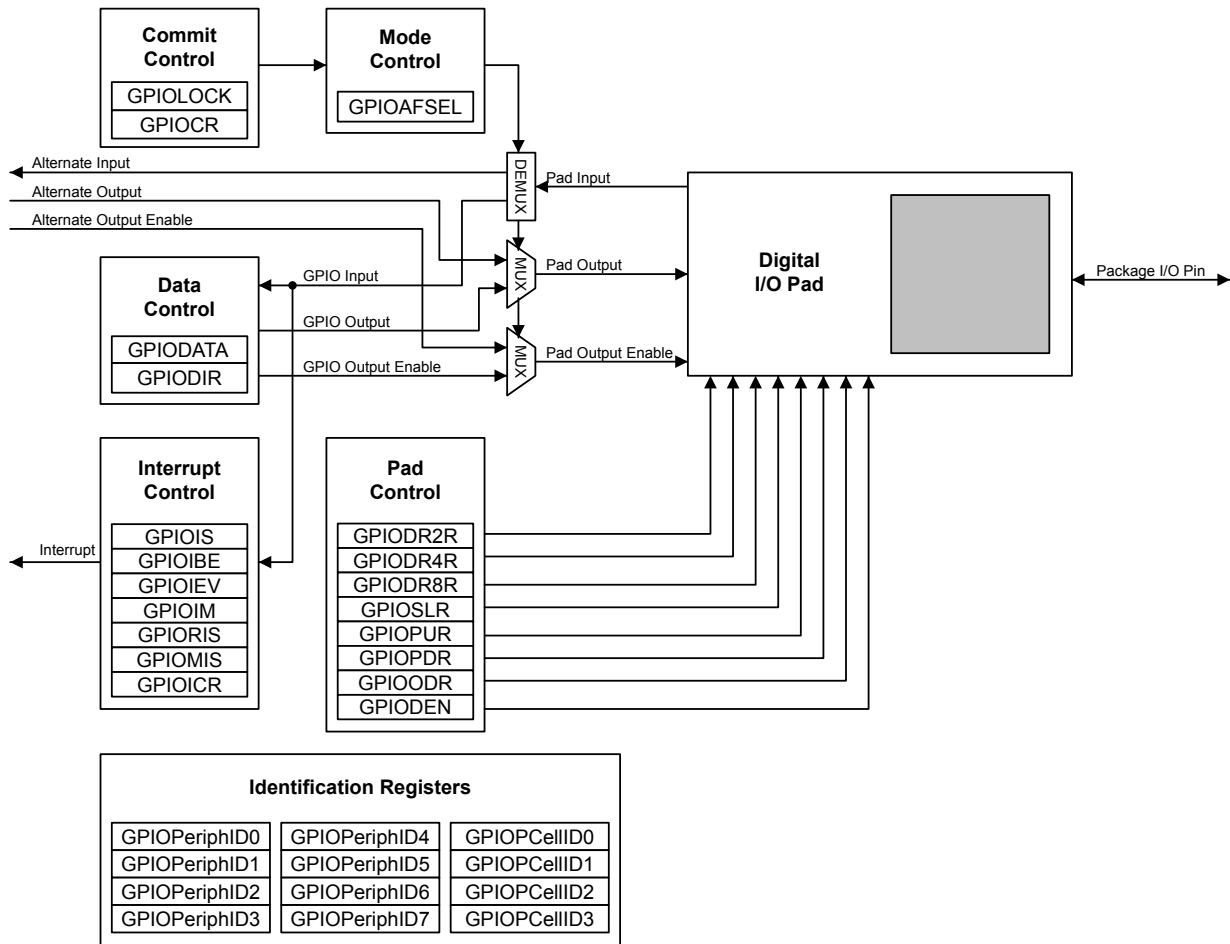 Commit
Control
GPIOLOCK
GPIOCR
Mode
Control
GPIOAFSEL
Alternate Input
Alternate Output
Alternate Output Enable
DEMUX
Pad Input
MUX
Pad Output
MUX
Pad Output Enable
Digital
I/O Pad
Package I/O Pin
Data
Control
GPIODATA
GPIODIR
GPIO Input
GPIO Output
GPIO Output Enable
Interrupt
Interrupt
Control
GPIOIS
GPIOIBE
GPIOIEV
GPIOIM
GPIORIS
GPIOMIS
GPIOICR
Pad
Control
GPIODR2R
GPIODR4R
GPIODR8R
GPIOSLR
GPIOPUR
GPIOPDR
GPIOODR
GPIODEN
Identification Registers
GPIOPeriphID0
GPIOPeriphID1
GPIOPeriphID2
GPIOPeriphID3
GPIOPeriphID4
GPIOPeriphID5
GPIOPeriphID6
GPIOPeriphID7
GPIOPCellID0
GPIOPCellID1
GPIOPCellID2
GPIOPCellID3